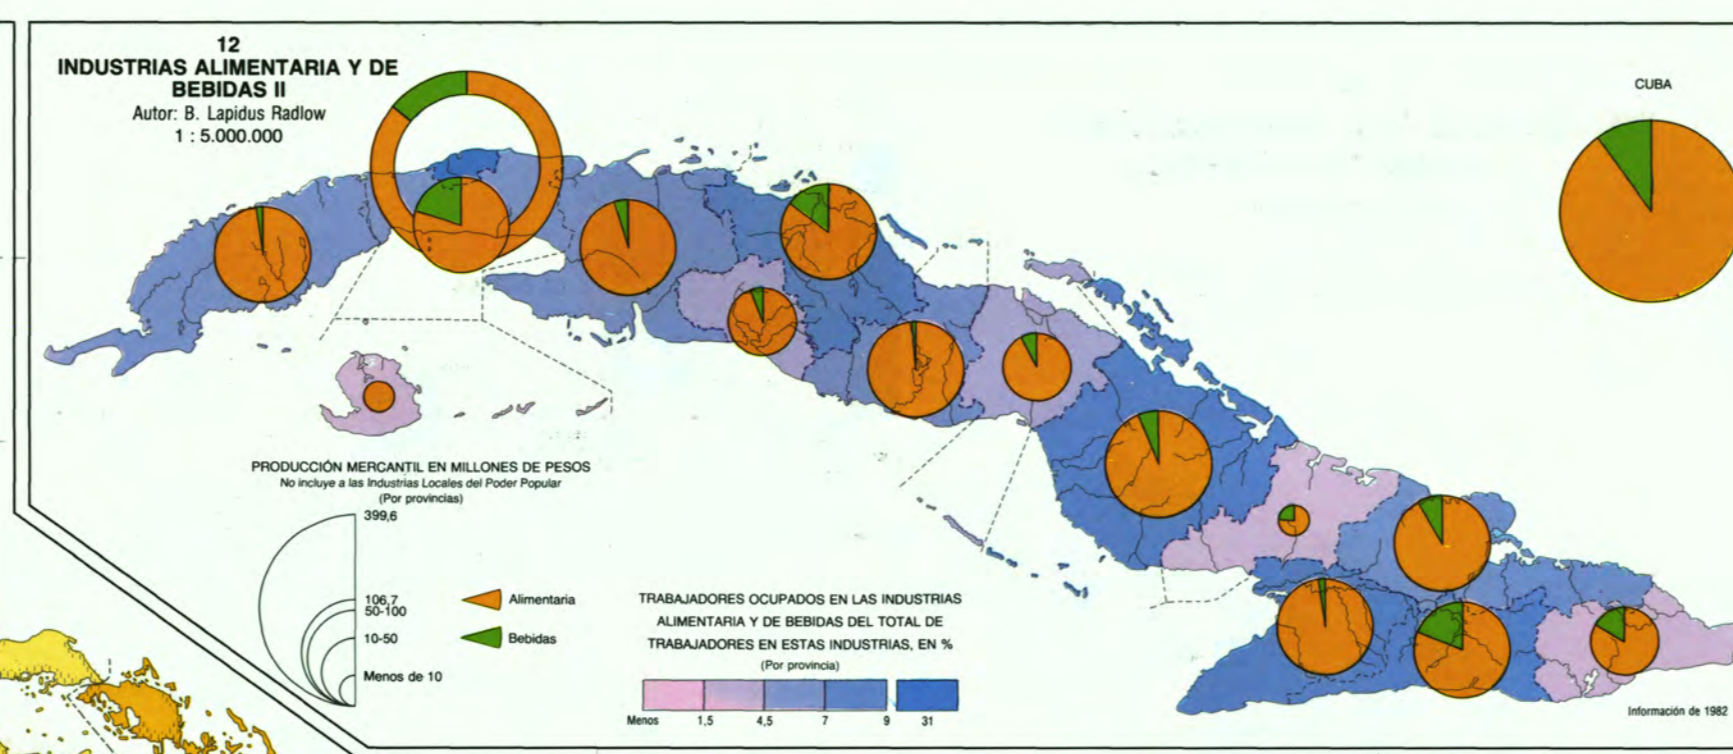 12
INDUSTRIAS ALIMENTARIA Y DE
BEBIDAS II
Autor: B. Lapidus Radlow
1 : 5.000.000
CUBA
PRODUCCIÓN MERCANTIL EN MILLONES DE PESOS
No incluye a las Industrias Locales del Poder Popular
(Por provincias)
399,6
106,7
50-100
10-50
Menos de 10
Alimentaria
Bebidas
TRABAJADORES OCUPADOS EN LAS INDUSTRIAS
ALIMENTARIA Y DE BEBIDAS DEL TOTAL DE
TRABAJADORES EN ESTAS INDUSTRIAS, EN %
(Por provincia)
Menos 1,5 4,5 7 9 31
Información de 1982